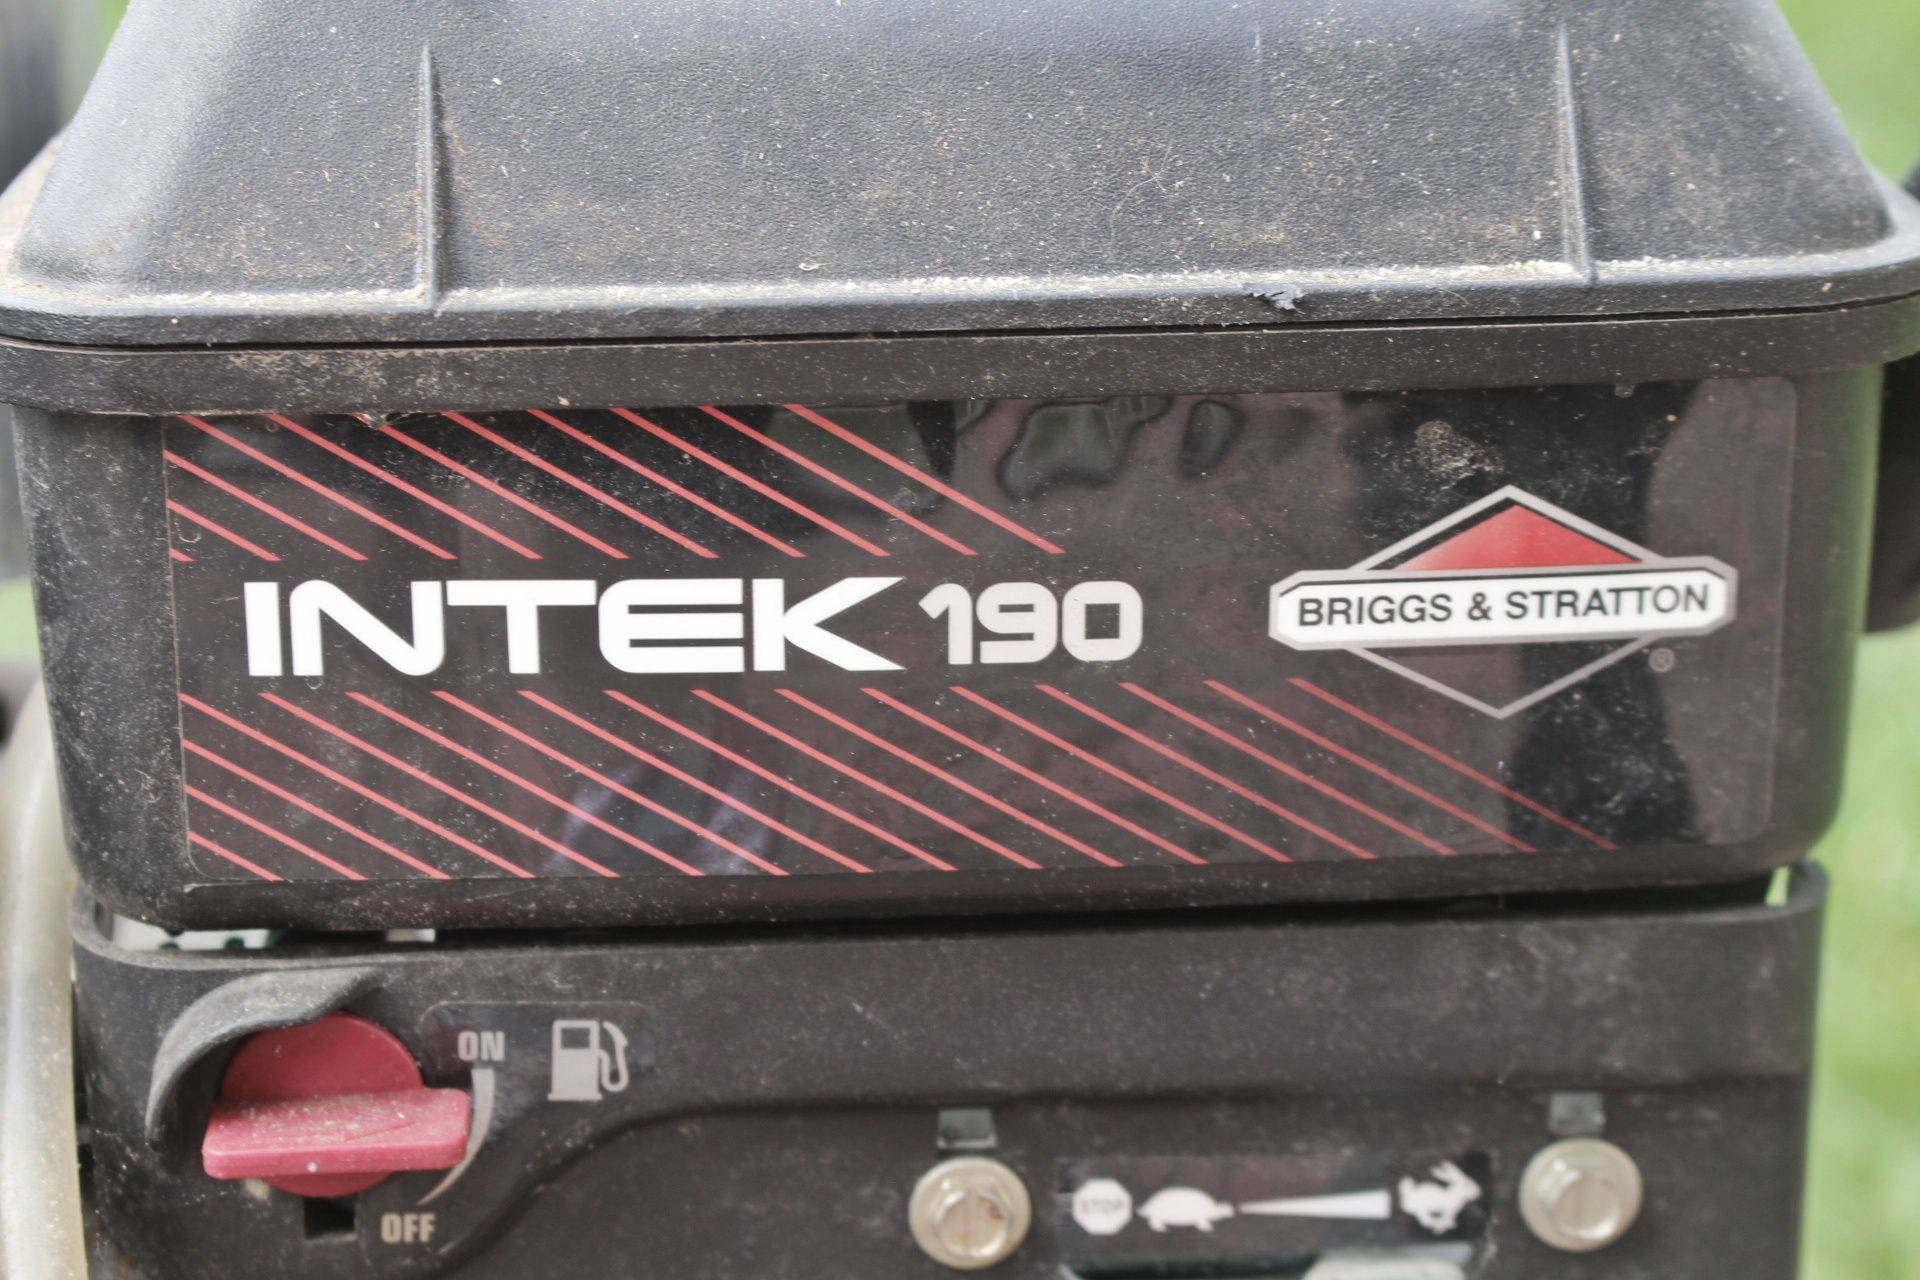 INTEK 190
BRIGGS & STRATTON
®
ON
OFF
STOP